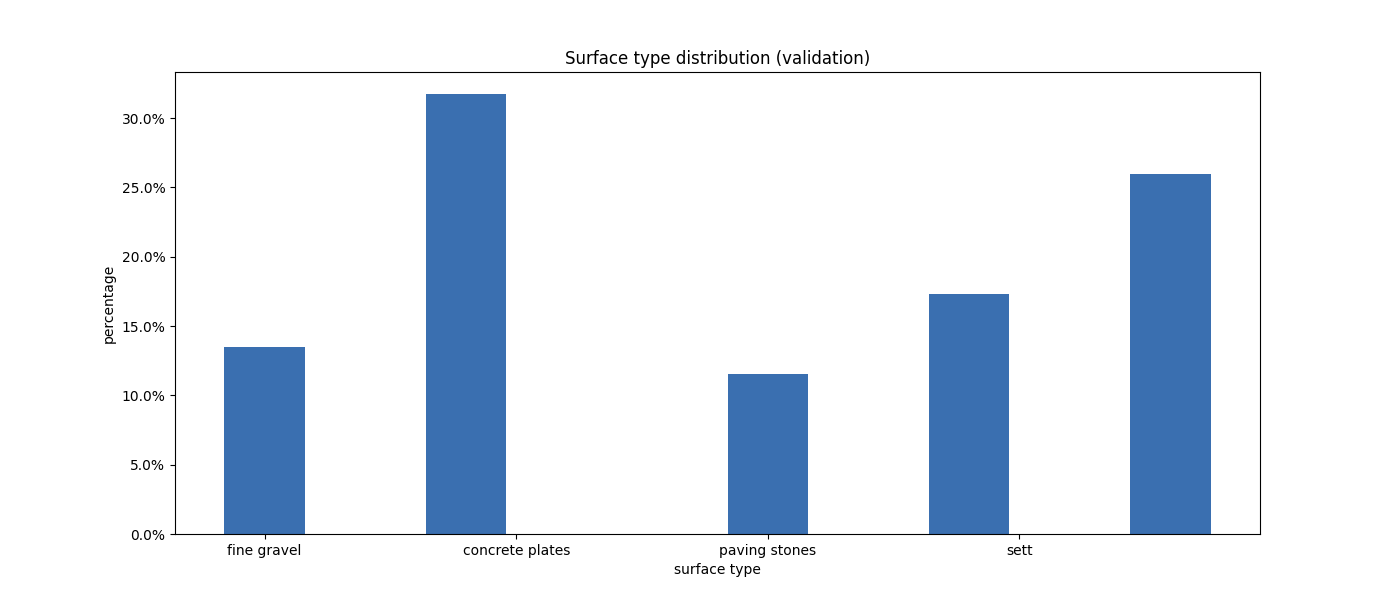 Surface type distribution (validation)
30.0%
25.0%
20.0%
15.0%
10.0%
5.0%
0.0%
percentage
fine gravel
concrete plates
paving stones
sett
surface type